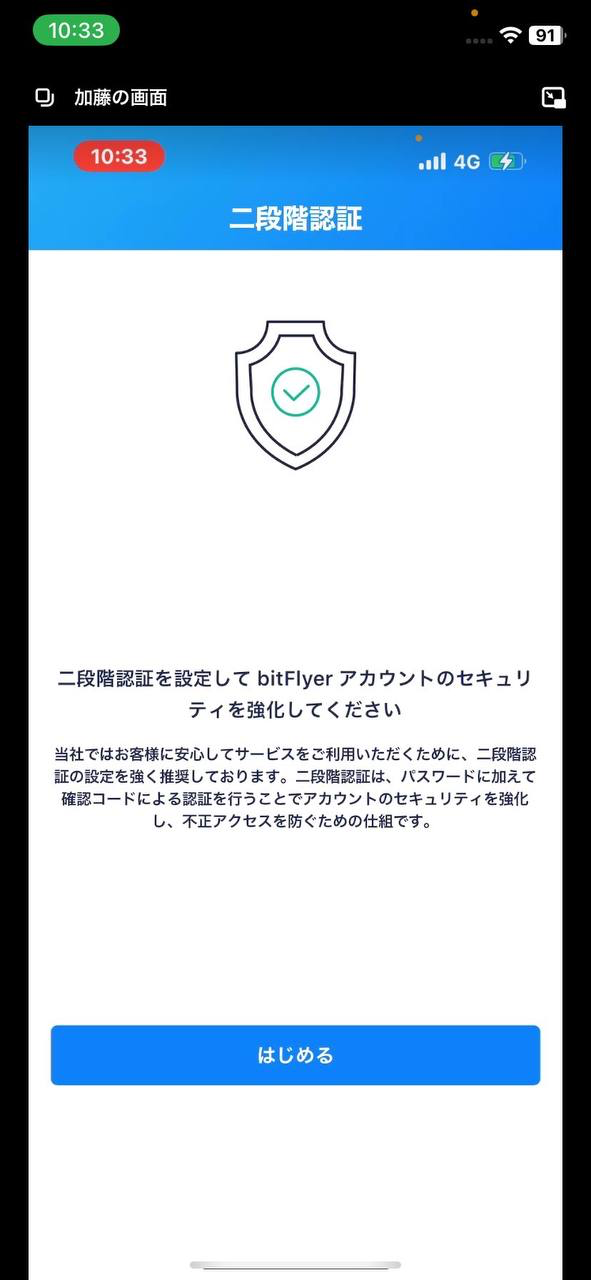 10:33
91
加藤の画面
10:33
4G
二段階認証
二段階認証を設定して bitFlyer アカウントのセキュリ
ティを強化してください
当社ではお客様に安心してサービスをご利用いただくために、二段階認
証の設定を強く推奨しております。二段階認証は、パスワードに加えて
確認コードによる認証を行うことでアカウントのセキュリティを強化
し、不正アクセスを防ぐための仕組です。
はじめる